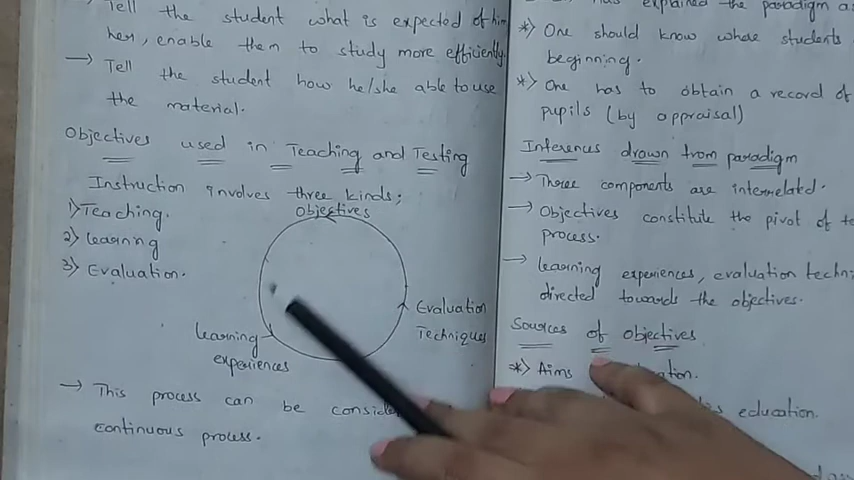 Tell the student what is expected of him
her, enable them to study more efficiently.
→ Tell the student how he/she able to use
the material.
Objectives used in Teaching and Testing
Instruction involves three kinds;
1) Teaching.
2) learning
3) Evaluation.
objectives
Evaluation
Techniques
learning
experiences
→ This process can be
continuous process.
explained the paradigm
*) One should know where students
beginning.
*) One has to obtain a record of
pupils (by appraisal)
Inferences drawn from paradigm
→ Three components are interrelated.
→ Objectives constitute the pivot of
process.
→ learning experiences, evaluation
directed towards the objectives.
Sources of objectives
*) Aims
education.